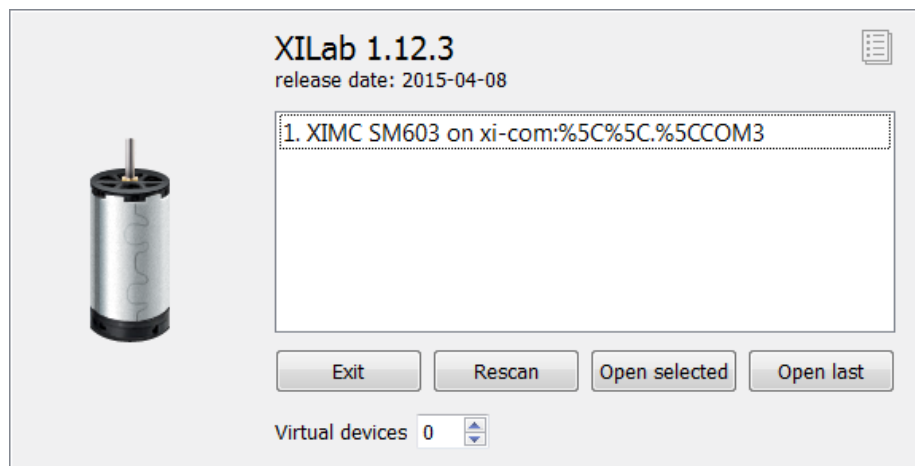 XILab 1.12.3
release date: 2015-04-08
1. XIMC SM603 on xi-com:%5C%5C.%5CCOM3
Exit Rescan Open selected Open last
Virtual devices 0